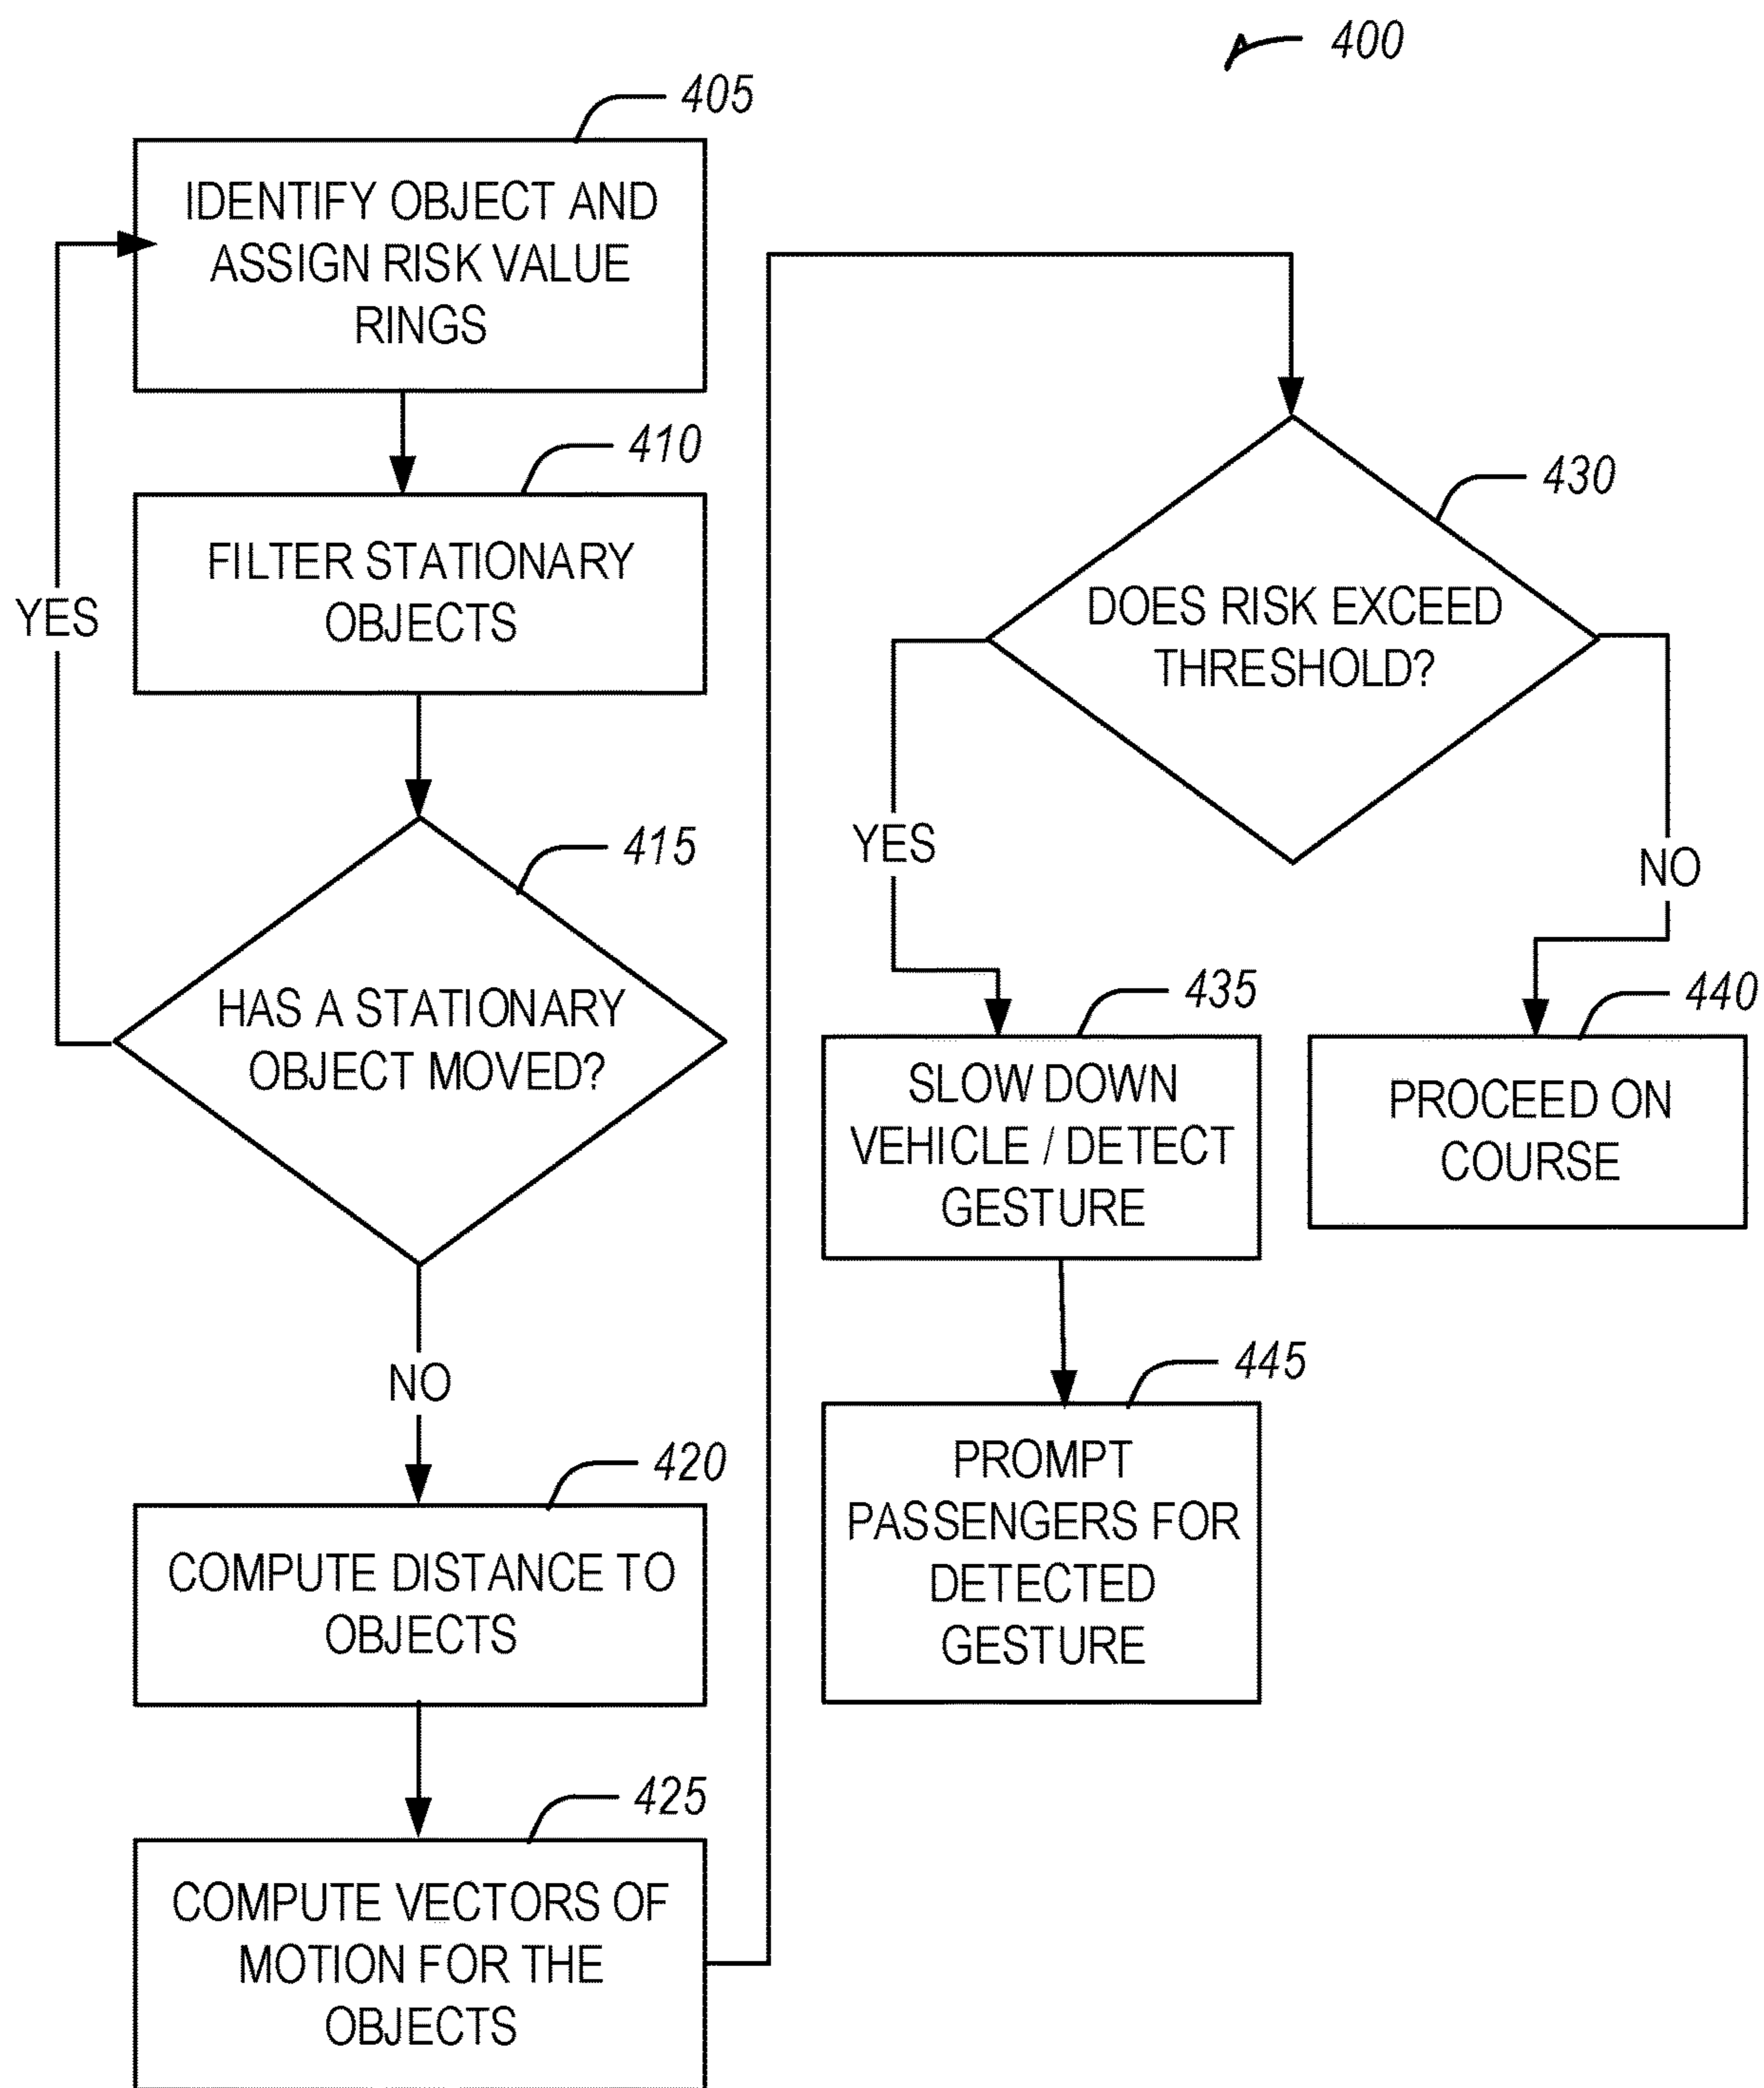 400
405
IDENTIFY OBJECT AND
ASSIGN RISK VALUE
RINGS
410
FILTER STATIONARY
OBJECTS
YES
415
HAS A STATIONARY
OBJECT MOVED?
NO
420
COMPUTE DISTANCE TO
OBJECTS
425
COMPUTE VECTORS OF
MOTION FOR THE
OBJECTS
430
DOES RISK EXCEED
THRESHOLD?
YES
NO
435
SLOW DOWN
VEHICLE / DETECT
GESTURE
440
PROCEED ON
COURSE
445
PROMPT
PASSENGERS FOR
DETECTED
GESTURE